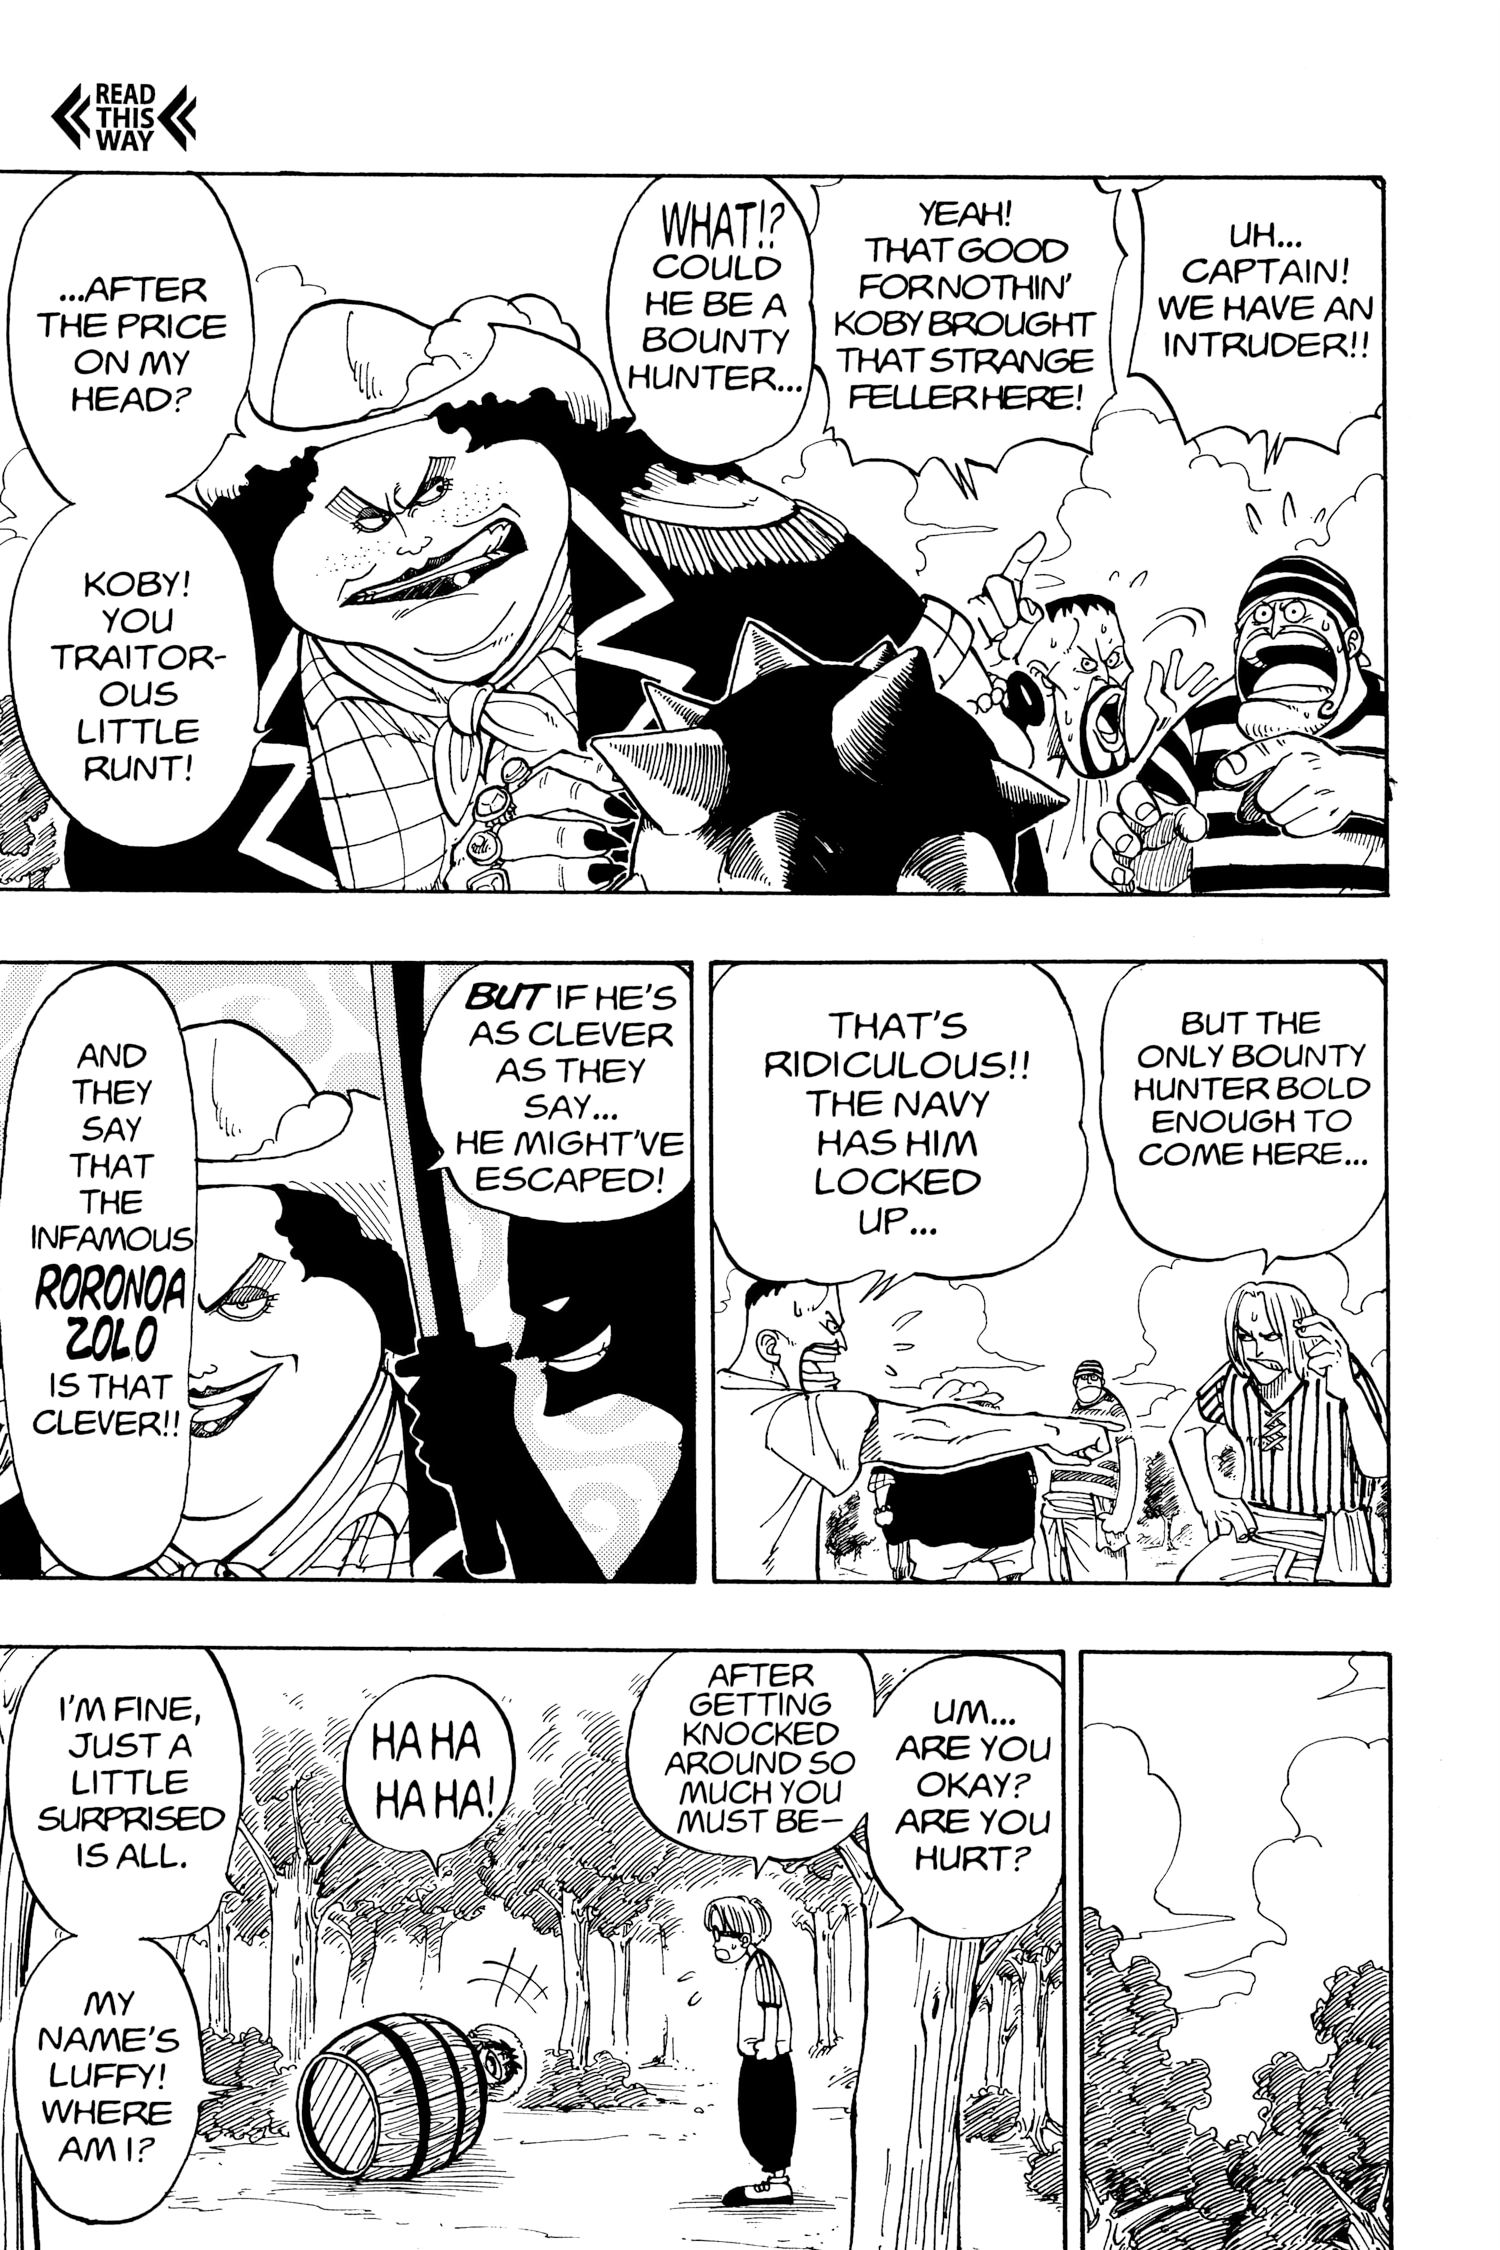 READ
THIS
WAY
UH...
CAPTAIN!
WE HAVE AN
INTRUDER!!
YEAH!
THAT GOOD
FOR NOTHIN'
KOBY BROUGHT
THAT STRANGE
FELLER HERE!
WHAT!?
COULD
HE BE A
BOUNTY
HUNTER...
...AFTER
THE PRICE
ON MY
HEAD?
KOBY!
YOU
TRAITOR-
OUS
LITTLE
RUNT!
BUT THE
ONLY BOUNTY
HUNTER BOLD
ENOUGH TO
COME HERE...
THAT'S
RIDICULOUS!!
THE NAVY
HAS HIM
LOCKED
UP...
BUT IF HE'S
AS CLEVER
AS THEY
SAY...
HE MIGHT'VE
ESCAPED!
AND
THEY
SAY
THAT
THE
INFAMOUS
RORONOA
ZOLO
IS THAT
CLEVER!!
UM...
ARE YOU
OKAY?
ARE YOU
HURT?
AFTER
GETTING
KNOCKED
AROUND SO
MUCH YOU
MUST BE—
HA HA
HA HA!
I'M FINE,
JUST A
LITTLE
SURPRISED
IS ALL.
MY
NAME'S
LUFFY!
WHERE
AM I?